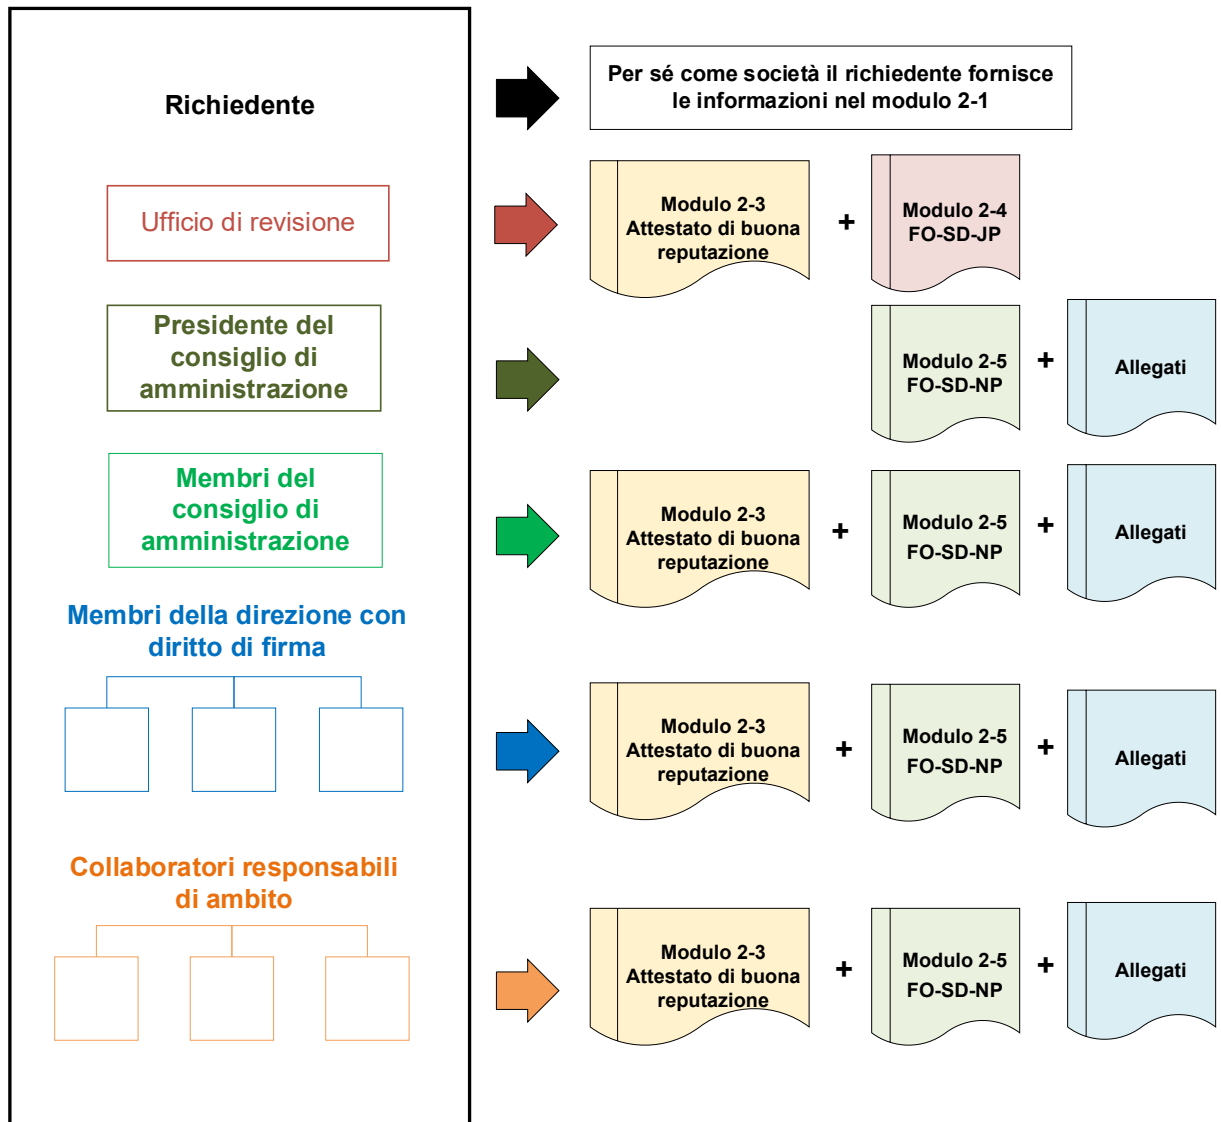 Richiedente
Per sé come società il richiedente fornisce
le informazioni nel modulo 2-1
Ufficio di revisione
Modulo 2-3
Attestato di buona
reputazione
+
Modulo 2-4
FO-SD-JP
Presidente del
consiglio di
amministrazione
Modulo 2-5
FO-SD-NP
+
Allegati
Membri del
consiglio di
amministrazione
Modulo 2-3
Attestato di buona
reputazione
+
Modulo 2-5
FO-SD-NP
+
Allegati
Membri della direzione con
diritto di firma
Modulo 2-3
Attestato di buona
reputazione
+
Modulo 2-5
FO-SD-NP
+
Allegati
Collaboratori responsabili
di ambito
Modulo 2-3
Attestato di buona
reputazione
+
Modulo 2-5
FO-SD-NP
+
Allegati